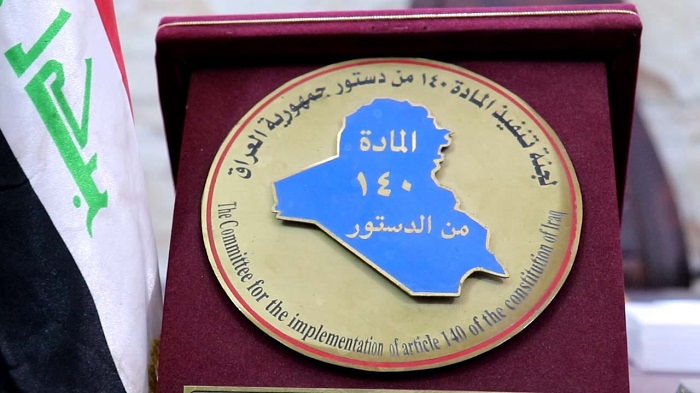 لجنة تنفيذ المادة ١٤٠ من دستور جمهورية العراق
المادة
١٤٠
من الدستور
The Committee for the implementation of article 140 of the constitution of Iraq